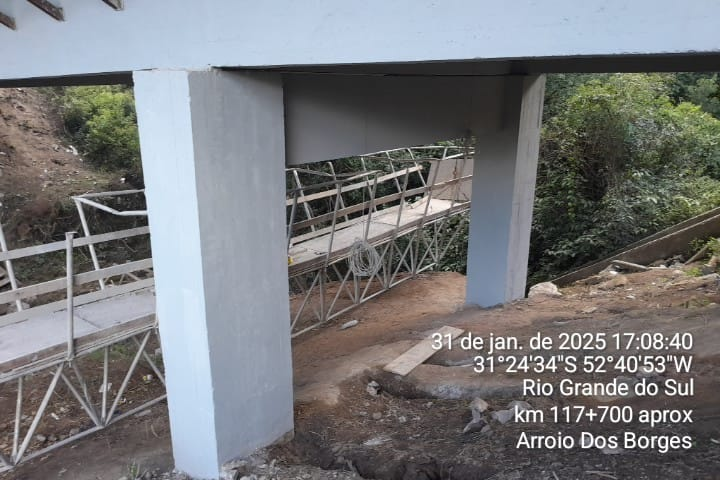 31 de jan. de 2025 17:08:40
31°24'34"S 52°40'53"W
Rio Grande do Sul
km 117+700 aprox
Arroio Dos Borges